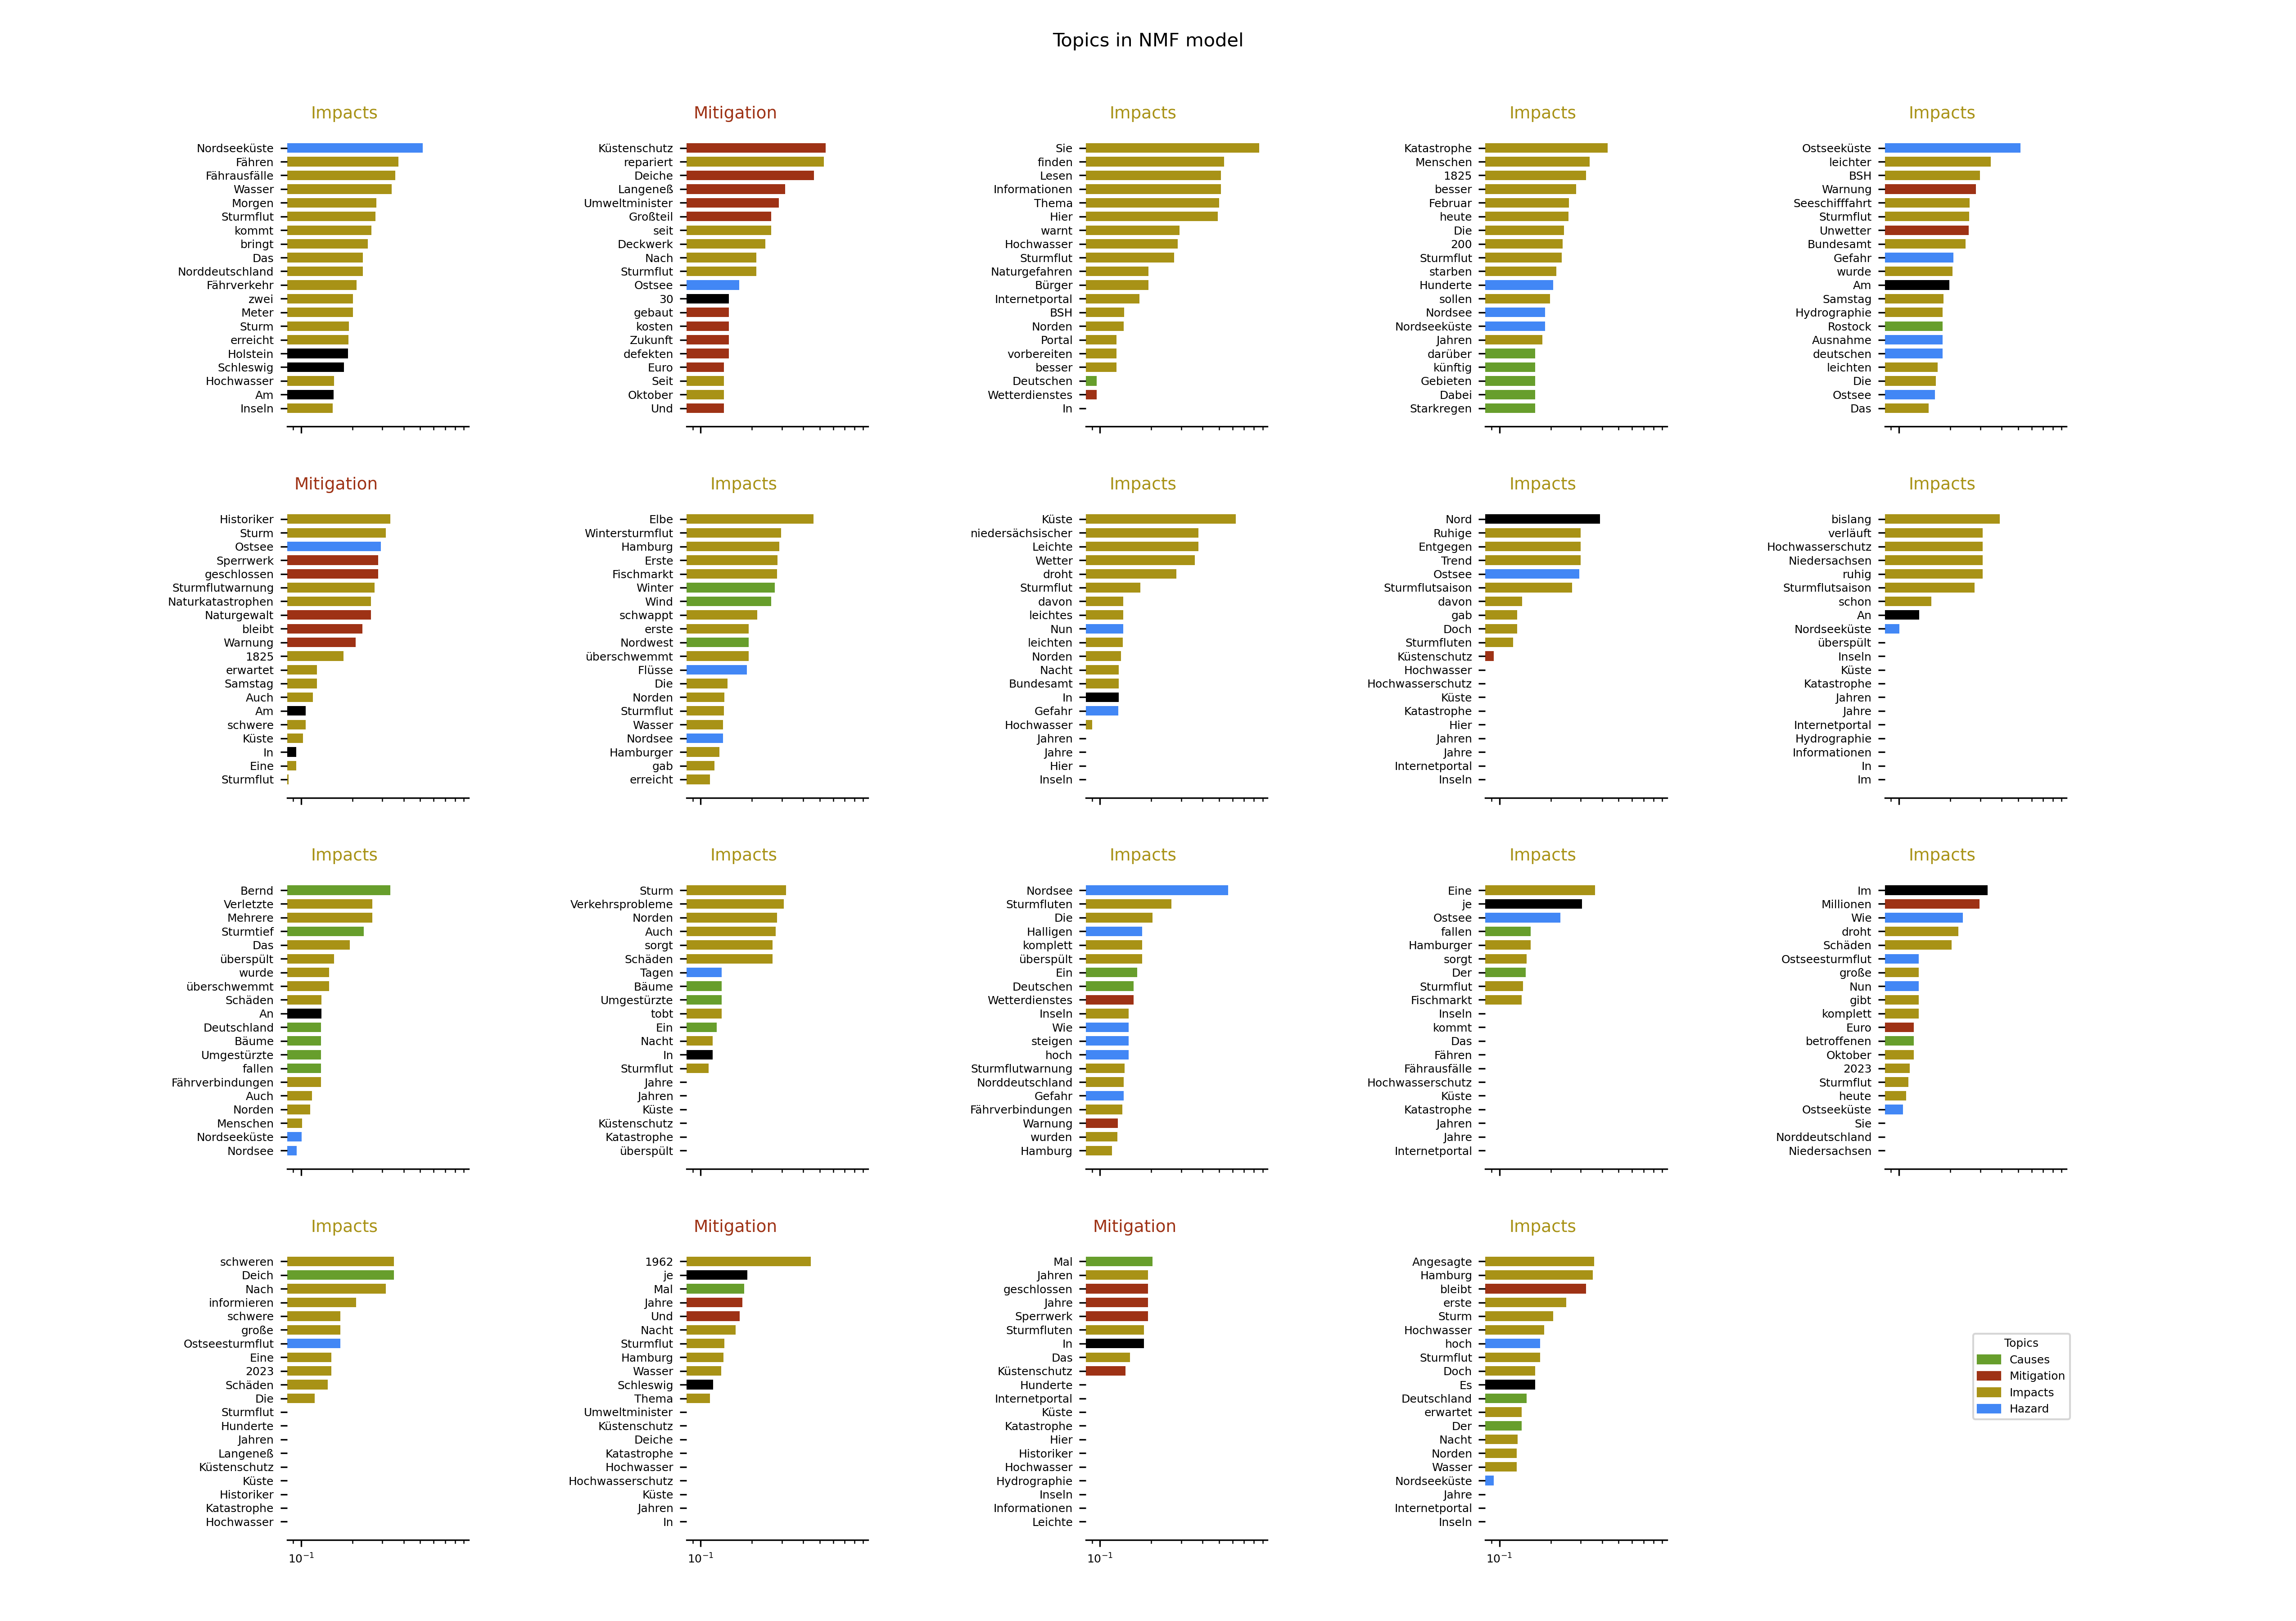 Topics in NMF model
Impacts
Nordseeküste
Fähren
Fährausfälle
Wasser
Morgen
Sturmflut
kommt
bringt
Das
Norddeutschland
Fährverkehr
zwei
Meter
Sturm
erreicht
Holstein
Schleswig
Hochwasser
Am
Inseln
Mitigation
Küstenschutz
repariert
Deiche
Langeneß
Umweltminister
Großteil
seit
Deckwerk
Nach
Sturmflut
Ostsee
30
gebaut
kosten
Zukunft
defekten
Euro
Seit
Oktober
Und
Impacts
Sie
finden
Lesen
Informationen
Thema
Hier
warnt
Hochwasser
Sturmflut
Naturgefahren
Bürger
Internetportal
BSH
Norden
Portal
vorbereiten
besser
Deutschen
Wetterdienstes
In
Impacts
Katastrophe
Menschen
1825
besser
Februar
heute
Die
200
Sturmflut
starben
Hunderte
sollen
Nordsee
Nordseeküste
Jahren
darüber
künftig
Gebieten
Dabei
Starkregen
Impacts
Ostseeküste
leichter
BSH
Warnung
Seeschifffahrt
Sturmflut
Unwetter
Bundesamt
Gefahr
wurde
Am
Samstag
Hydrographie
Rostock
Ausnahme
deutschen
leichten
Die
Ostsee
Das
Mitigation
Historiker
Sturm
Ostsee
Sperrwerk
geschlossen
Sturmflutwarnung
Naturkatastrophen
Naturgewalt
bleibt
Warnung
1825
erwartet
Samstag
Auch
Am
schwere
Küste
In
Eine
Sturmflut
Impacts
Elbe
Wintersturmflut
Hamburg
Erste
Fischmarkt
Winter
Wind
schwappt
erste
Nordwest
überschwemmt
Flüsse
Die
Norden
Sturmflut
Wasser
Nordsee
Hamburger
gab
erreicht
Impacts
Küste
niedersächsischer
Leichte
Wetter
droht
Sturmflut
davon
leichtes
Nun
leichten
Norden
Nacht
Bundesamt
In
Gefahr
Hochwasser
Jahren
Jahre
Hier
Inseln
Impacts
Nord
Ruhige
Entgegen
Trend
Ostsee
Sturmflutsaison
davon
gab
Doch
Sturmfluten
Küstenschutz
Hochwasser
Hochwasserschutz
Küste
Katastrophe
Hier
Jahren
Jahre
Internetportal
Inseln
Impacts
bislang
verläuft
Hochwasserschutz
Niedersachsen
ruhig
Sturmflutsaison
schon
An
Nordseeküste
überspült
Inseln
Küste
Katastrophe
Jahren
Jahre
Internetportal
Hydrographie
Informationen
In
Im
Impacts
Bernd
Verletzte
Mehrere
Sturmtief
Das
überspült
wurde
überschwemmt
Schäden
An
Deutschland
Bäume
Umgestürzte
fallen
Fährverbindungen
Auch
Norden
Menschen
Nordseeküste
Nordsee
Impacts
Sturm
Verkehrsprobleme
Norden
Auch
sorgt
Schäden
Tagen
Bäume
Umgestürzte
tobt
Ein
Nacht
In
Sturmflut
Jahre
Jahren
Küste
Küstenschutz
Katastrophe
überspült
Impacts
Nordsee
Sturmfluten
Die
Halligen
komplett
überspült
Ein
Deutschen
Wetterdienstes
Inseln
Wie
steigen
hoch
Sturmflutwarnung
Norddeutschland
Gefahr
Fährverbindungen
Warnung
wurden
Hamburg
Impacts
Eine
je
Ostsee
fallen
Hamburger
sorgt
Der
Sturmflut
Fischmarkt
Inseln
kommt
Das
Fähren
Fährausfälle
Hochwasserschutz
Küste
Katastrophe
Jahren
Jahre
Internetportal
Impacts
Im
Millionen
Wie
droht
Schäden
Ostseesturmflut
große
Nun
gibt
komplett
Euro
betroffenen
Oktober
2023
Sturmflut
heute
Ostseeküste
Sie
Norddeutschland
Niedersachsen
Impacts
schweren
Deich
Nach
informieren
schwere
große
Ostseesturmflut
Eine
2023
Schäden
Die
Sturmflut
Hunderte
Jahren
Langeneß
Küstenschutz
Küste
Historiker
Katastrophe
Hochwasser
10⁻¹
Mitigation
1962
je
Mal
Jahre
Und
Nacht
Sturmflut
Hamburg
Wasser
Schleswig
Thema
Umweltminister
Küstenschutz
Deiche
Katastrophe
Hochwasser
Hochwasserschutz
Küste
Jahren
In
10⁻¹
Mitigation
Mal
Jahren
geschlossen
Jahre
Sperrwerk
Sturmfluten
In
Das
Küstenschutz
Hunderte
Internetportal
Küste
Katastrophe
Hier
Historiker
Hochwasser
Hydrographie
Inseln
Informationen
Leichte
10⁻¹
Impacts
Angesagte
Hamburg
bleibt
erste
Sturm
Hochwasser
hoch
Sturmflut
Doch
Es
Deutschland
erwartet
Der
Nacht
Norden
Wasser
Nordseeküste
Jahre
Internetportal
Inseln
10⁻¹
Topics
Causes
Mitigation
Impacts
Hazard